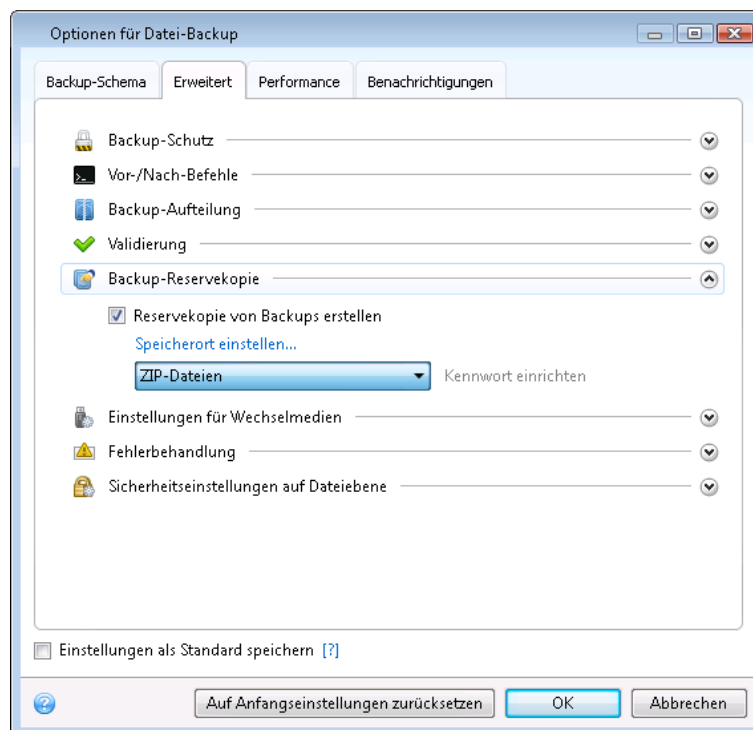 Optionen für Datei-Backup
Backup-Schema Erweitert Performance Benachrichtigungen
Backup-Schutz
Vor-/Nach-Befehle
Backup-Aufteilung
Validierung
Backup-Reservekopie
Reservekopie von Backups erstellen
Speicherort einstellen...
ZIP-Dateien Kennwort einrichten
Einstellungen für Wechselmedien
Fehlerbehandlung
Sicherheitseinstellungen auf Dateiebene
Einstellungen als Standard speichern [?]
Auf Anfangseinstellungen zurücksetzen OK Abbrechen